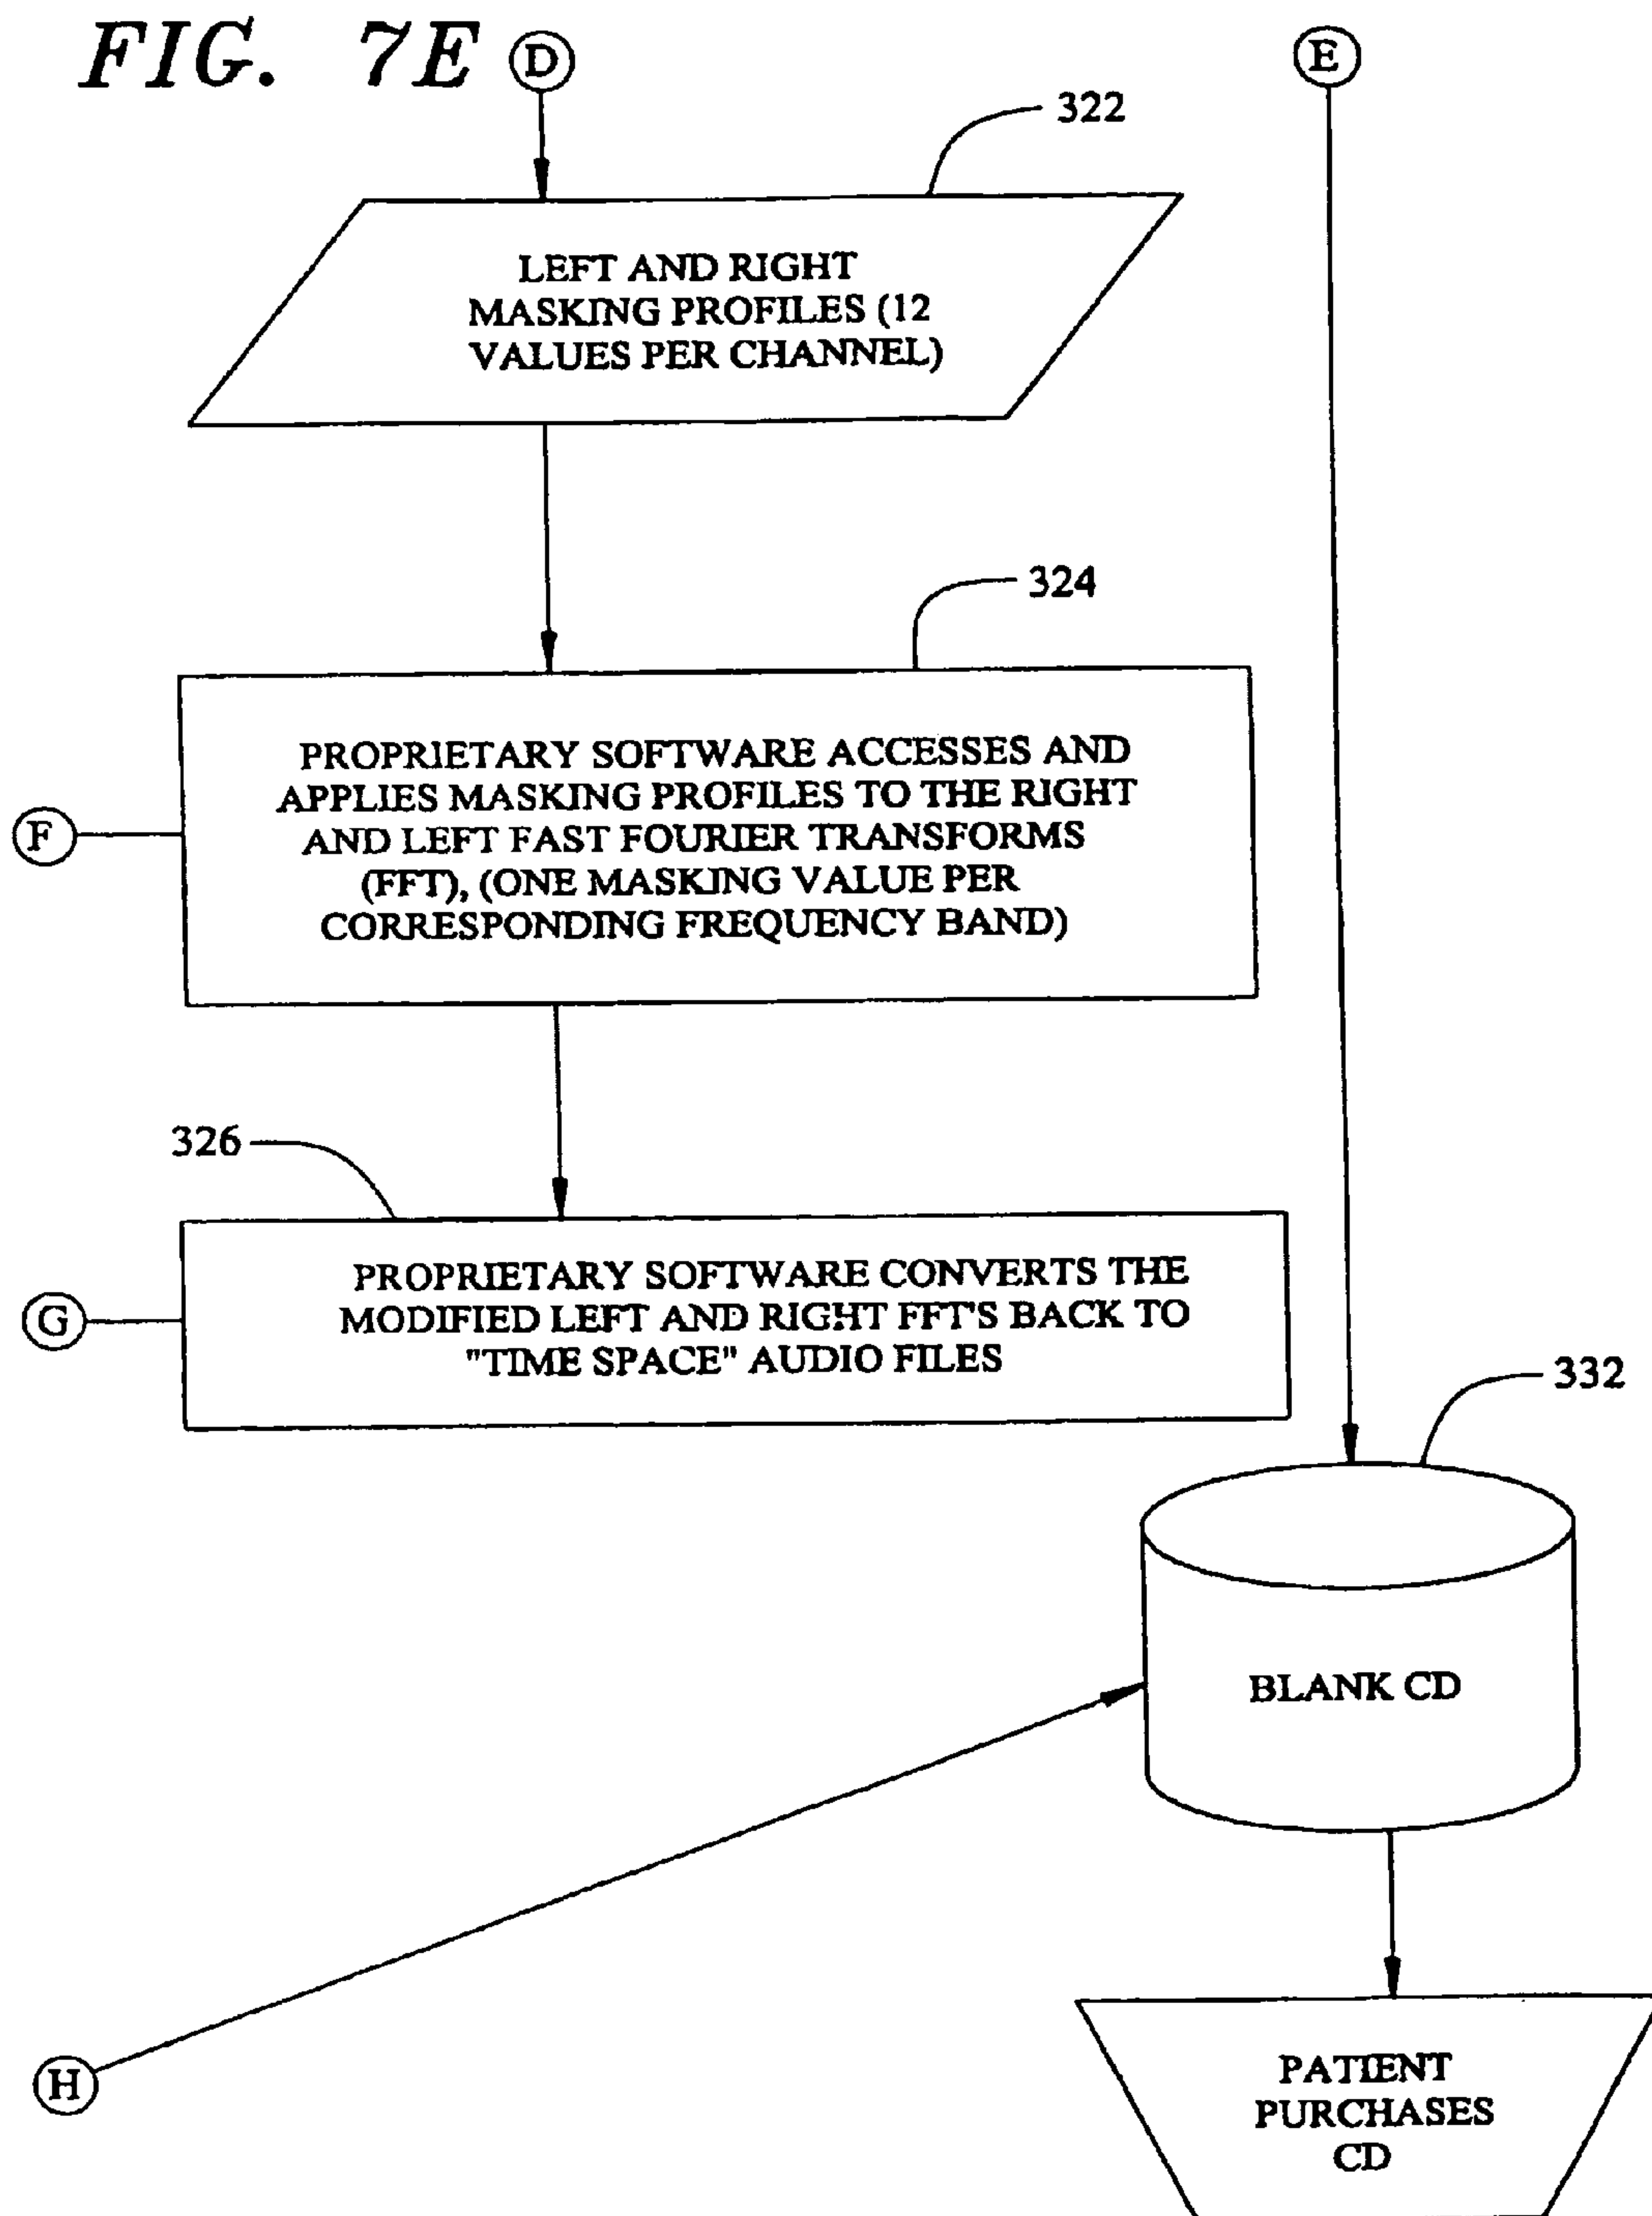 FIG. 7E
D
E
322
LEFT AND RIGHT
MASKING PROFILES (12
VALUES PER CHANNEL)
324
PROPRIETARY SOFTWARE ACCESSES AND
APPLIES MASKING PROFILES TO THE RIGHT
AND LEFT FAST FOURIER TRANSFORMS
(FFT), (ONE MASKING VALUE PER
CORRESPONDING FREQUENCY BAND)
F
326
PROPRIETARY SOFTWARE CONVERTS THE
MODIFIED LEFT AND RIGHT FFT'S BACK TO
"TIME SPACE" AUDIO FILES
G
332
BLANK CD
H
PATIENT
PURCHASES
CD